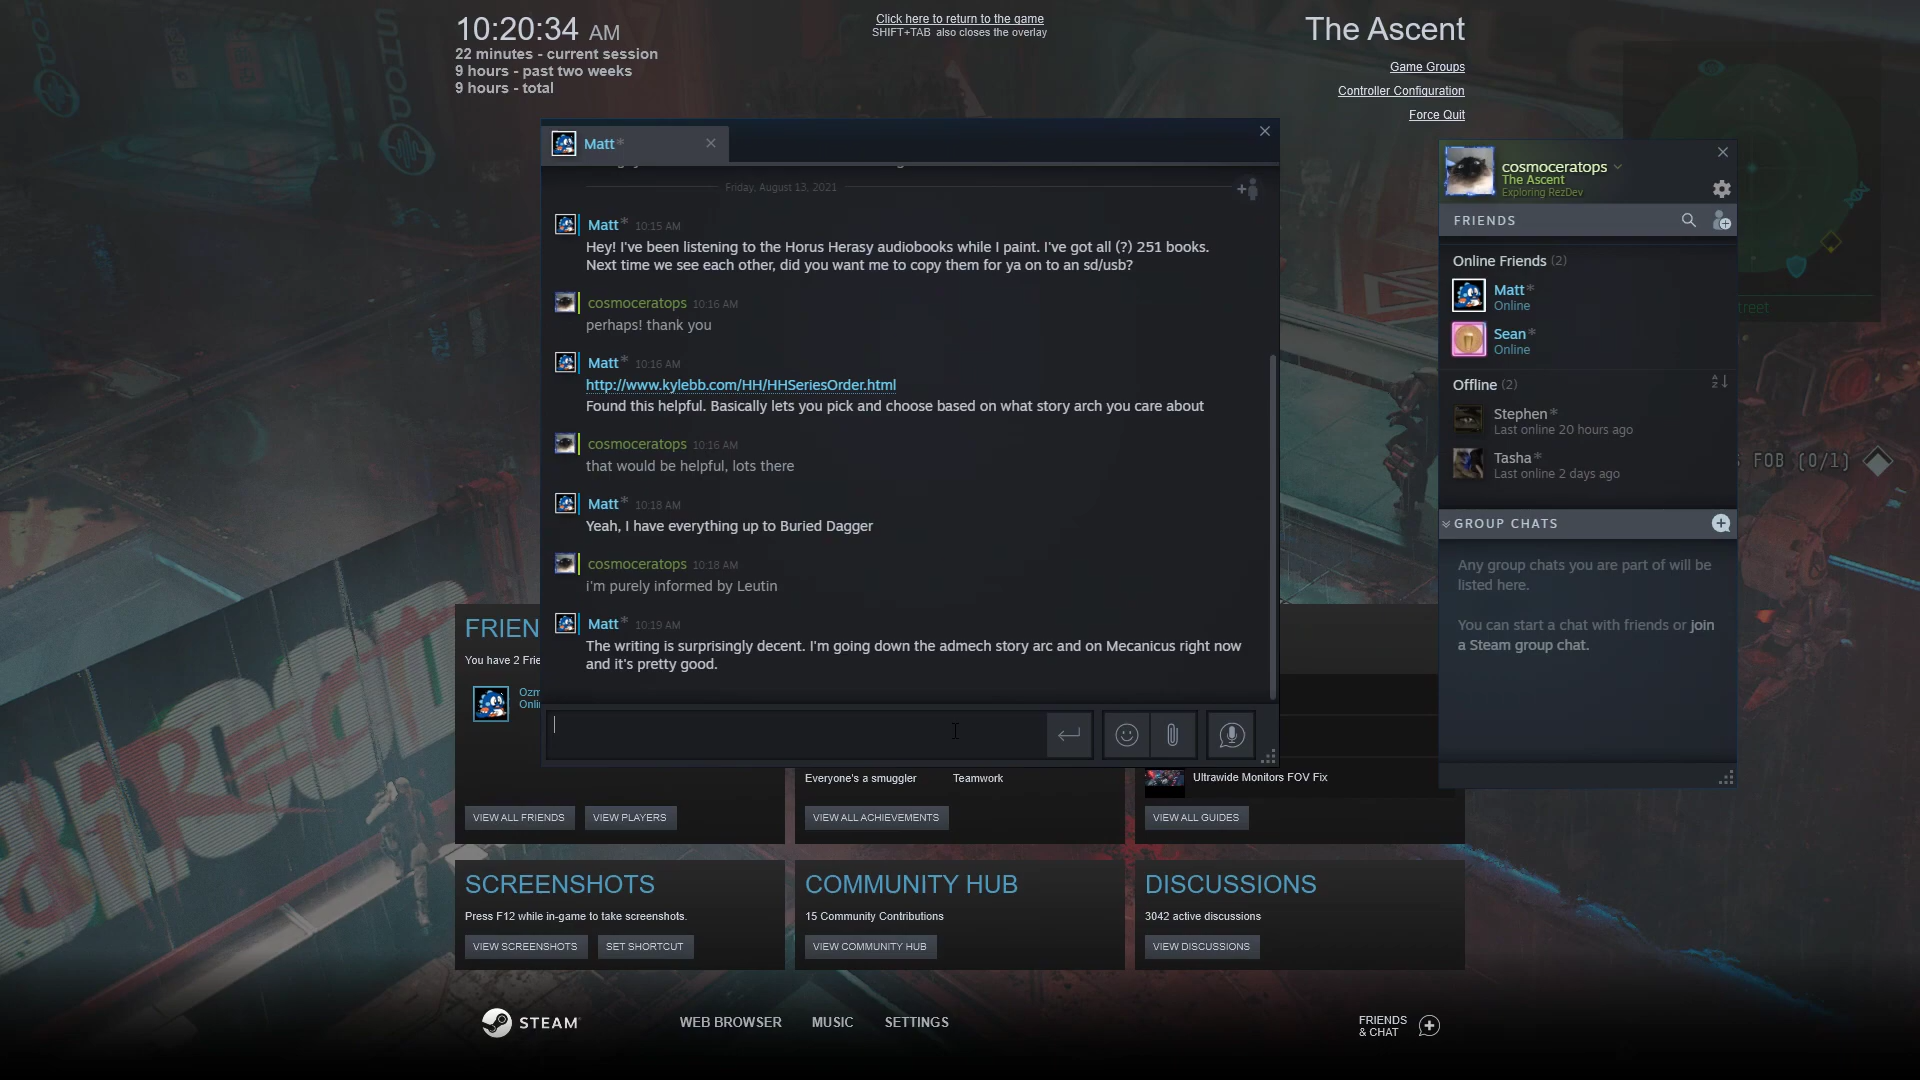 10:20:34 AM
22 minutes - current session
9 hours - past two weeks
9 hours - total
Click here to return to the game
SHIFT+TAB also closes the overlay
The Ascent
Game Groups
Controller Configuration
Force Quit
SHOP
Matt*
Friday, August 13, 2021
Matt* 10:15 AM
Hey! I've been listening to the Horus Herasy audiobooks while I paint. I've got all (?) 251 books.
Next time we see each other, did you want me to copy them for ya on to an sd/usb?
cosmoceratops 10:16 AM
perhaps! thank you
Matt* 10:16 AM
http://www.kylebb.com/HH/HHSeriesOrder.html
Found this helpful. Basically lets you pick and choose based on what story arch you care about
cosmoceratops 10:16 AM
that would be helpful, lots there
Matt* 10:18 AM
Yeah, I have everything up to Buried Dagger
cosmoceratops 10:18 AM
i'm purely informed by Leutin
Matt* 10:19 AM
The writing is surprisingly decent. I'm going down the admech story arc and on Mecanicus right now
and it's pretty good.
cosmoceratops
The Ascent
Exploring RezDev
FRIENDS
Online Friends (2)
Matt*
Online
Sean*
Online
Offline (2)
Stephen*
Last online 20 hours ago
Tasha*
Last online 2 days ago
GROUP CHATS
Any group chats you are part of will be
listed here.
You can start a chat with friends or join
a Steam group chat.
FOB (0/1)
FRIEN
You have 2 Frie
Ozm
Onli
VIEW ALL FRIENDS
VIEW PLAYERS
Everyone's a smuggler
Teamwork
VIEW ALL ACHIEVEMENTS
Ultrawide Monitors FOV Fix
VIEW ALL GUIDES
SCREENSHOTS
Press F12 while in-game to take screenshots.
VIEW SCREENSHOTS
SET SHORTCUT
COMMUNITY HUB
15 Community Contributions
VIEW COMMUNITY HUB
DISCUSSIONS
3042 active discussions
VIEW DISCUSSIONS
STEAM
WEB BROWSER
MUSIC
SETTINGS
FRIENDS
& CHAT